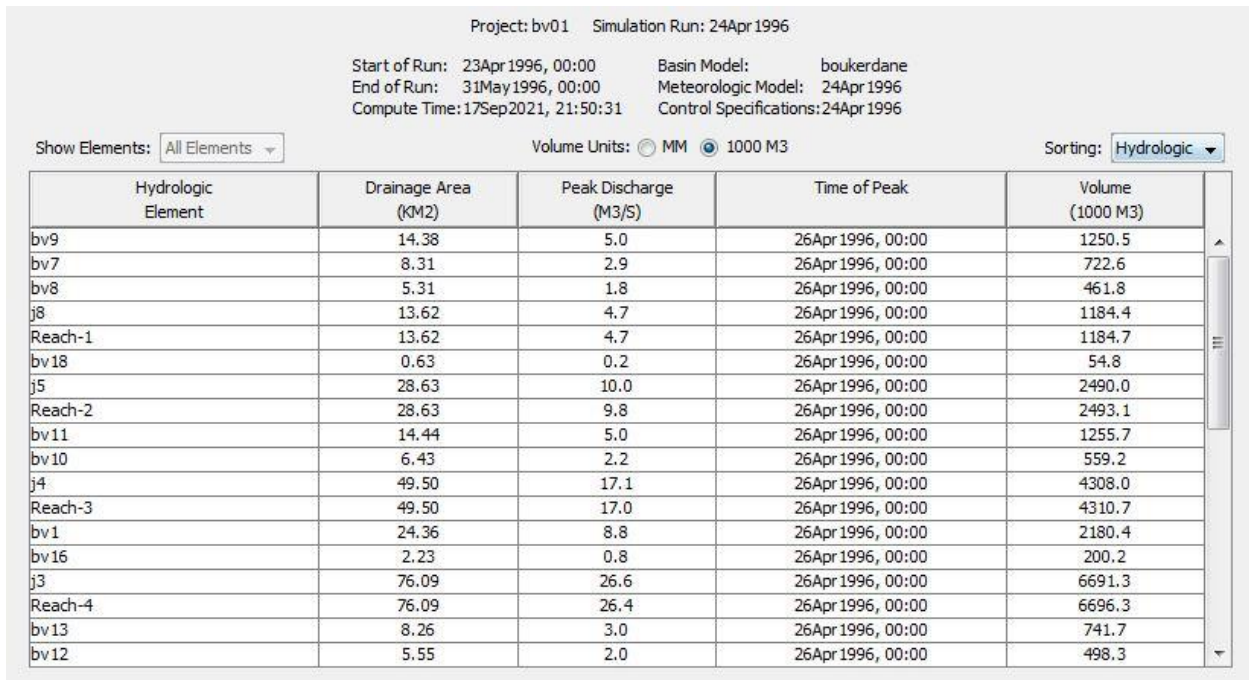 Project: bv01 Simulation Run: 24Apr1996
Start of Run: 23Apr1996, 00:00 Basin Model: boukerdane
End of Run: 31May1996, 00:00 Meteorologic Model: 24Apr1996
Compute Time:17Sep2021, 21:50:31 Control Specifications:24Apr1996
Show Elements: All Elements Volume Units: MM 1000 M3 Sorting: Hydrologic
Hydrologic Drainage Area Peak Discharge Time of Peak Volume
Element (KM2) (M3/S) (1000 M3)
bv9 14.38 5.0 26Apr1996, 00:00 1250.5
bv7 8.31 2.9 26Apr1996, 00:00 722.6
bv8 5.31 1.8 26Apr1996, 00:00 461.8
j8 13.62 4.7 26Apr1996, 00:00 1184.4
Reach-1 13.62 4.7 26Apr1996, 00:00 1184.7
bv18 0.63 0.2 26Apr1996, 00:00 54.8
j5 28.63 10.0 26Apr1996, 00:00 2490.0
Reach-2 28.63 9.8 26Apr1996, 00:00 2493.1
bv11 14.44 5.0 26Apr1996, 00:00 1255.7
bv10 6.43 2.2 26Apr1996, 00:00 559.2
j4 49.50 17.1 26Apr1996, 00:00 4308.0
Reach-3 49.50 17.0 26Apr1996, 00:00 4310.7
bv1 24.36 8.8 26Apr1996, 00:00 2180.4
bv16 2.23 0.8 26Apr1996, 00:00 200.2
j3 76.09 26.6 26Apr1996, 00:00 6691.3
Reach-4 76.09 26.4 26Apr1996, 00:00 6696.3
bv13 8.26 3.0 26Apr1996, 00:00 741.7
bv12 5.55 2.0 26Apr1996, 00:00 498.3